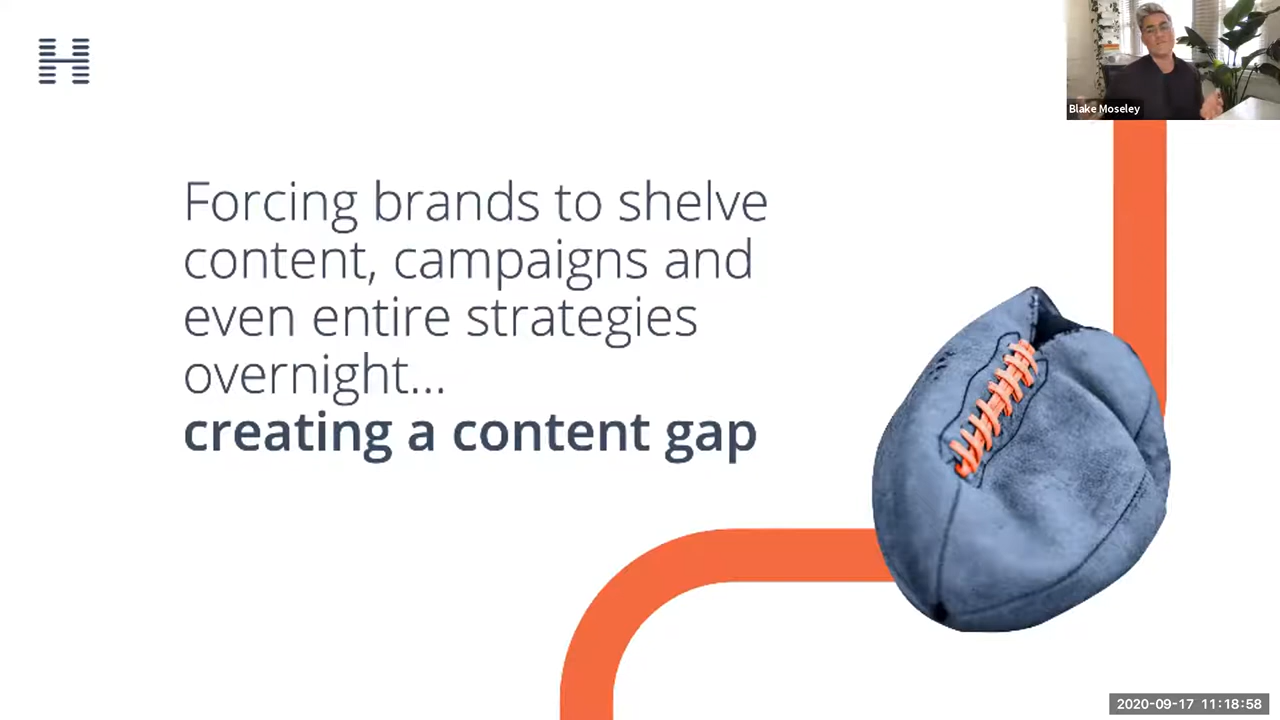 Blake Moseley
Forcing brands to shelve
content, campaigns and
even entire strategies
overnight...
creating a content gap
2020-09-17 11:18:58